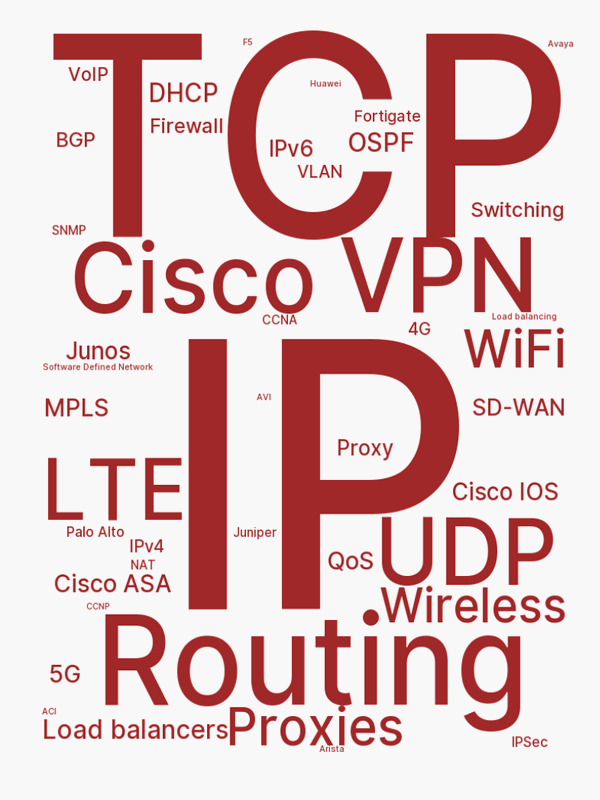 TCP
F5
Avaya
VoIP
DHCP
Huawei
Fortigate
Firewall
BGP
IPv6
OSPF
VLAN
Switching
SNMP
Cisco
VPN
CCNA
Load balancing
4G
WiFi
Junos
Software Defined Network
IP
AVI
MPLS
SD-WAN
Proxy
LTE
Cisco IOS
Palo Alto
Juniper
IPv4
UDP
QoS
NAT
Cisco ASA
CCNP
Wireless
Routing
5G
ACI
Load balancers
Proxies
IPSec
Arista